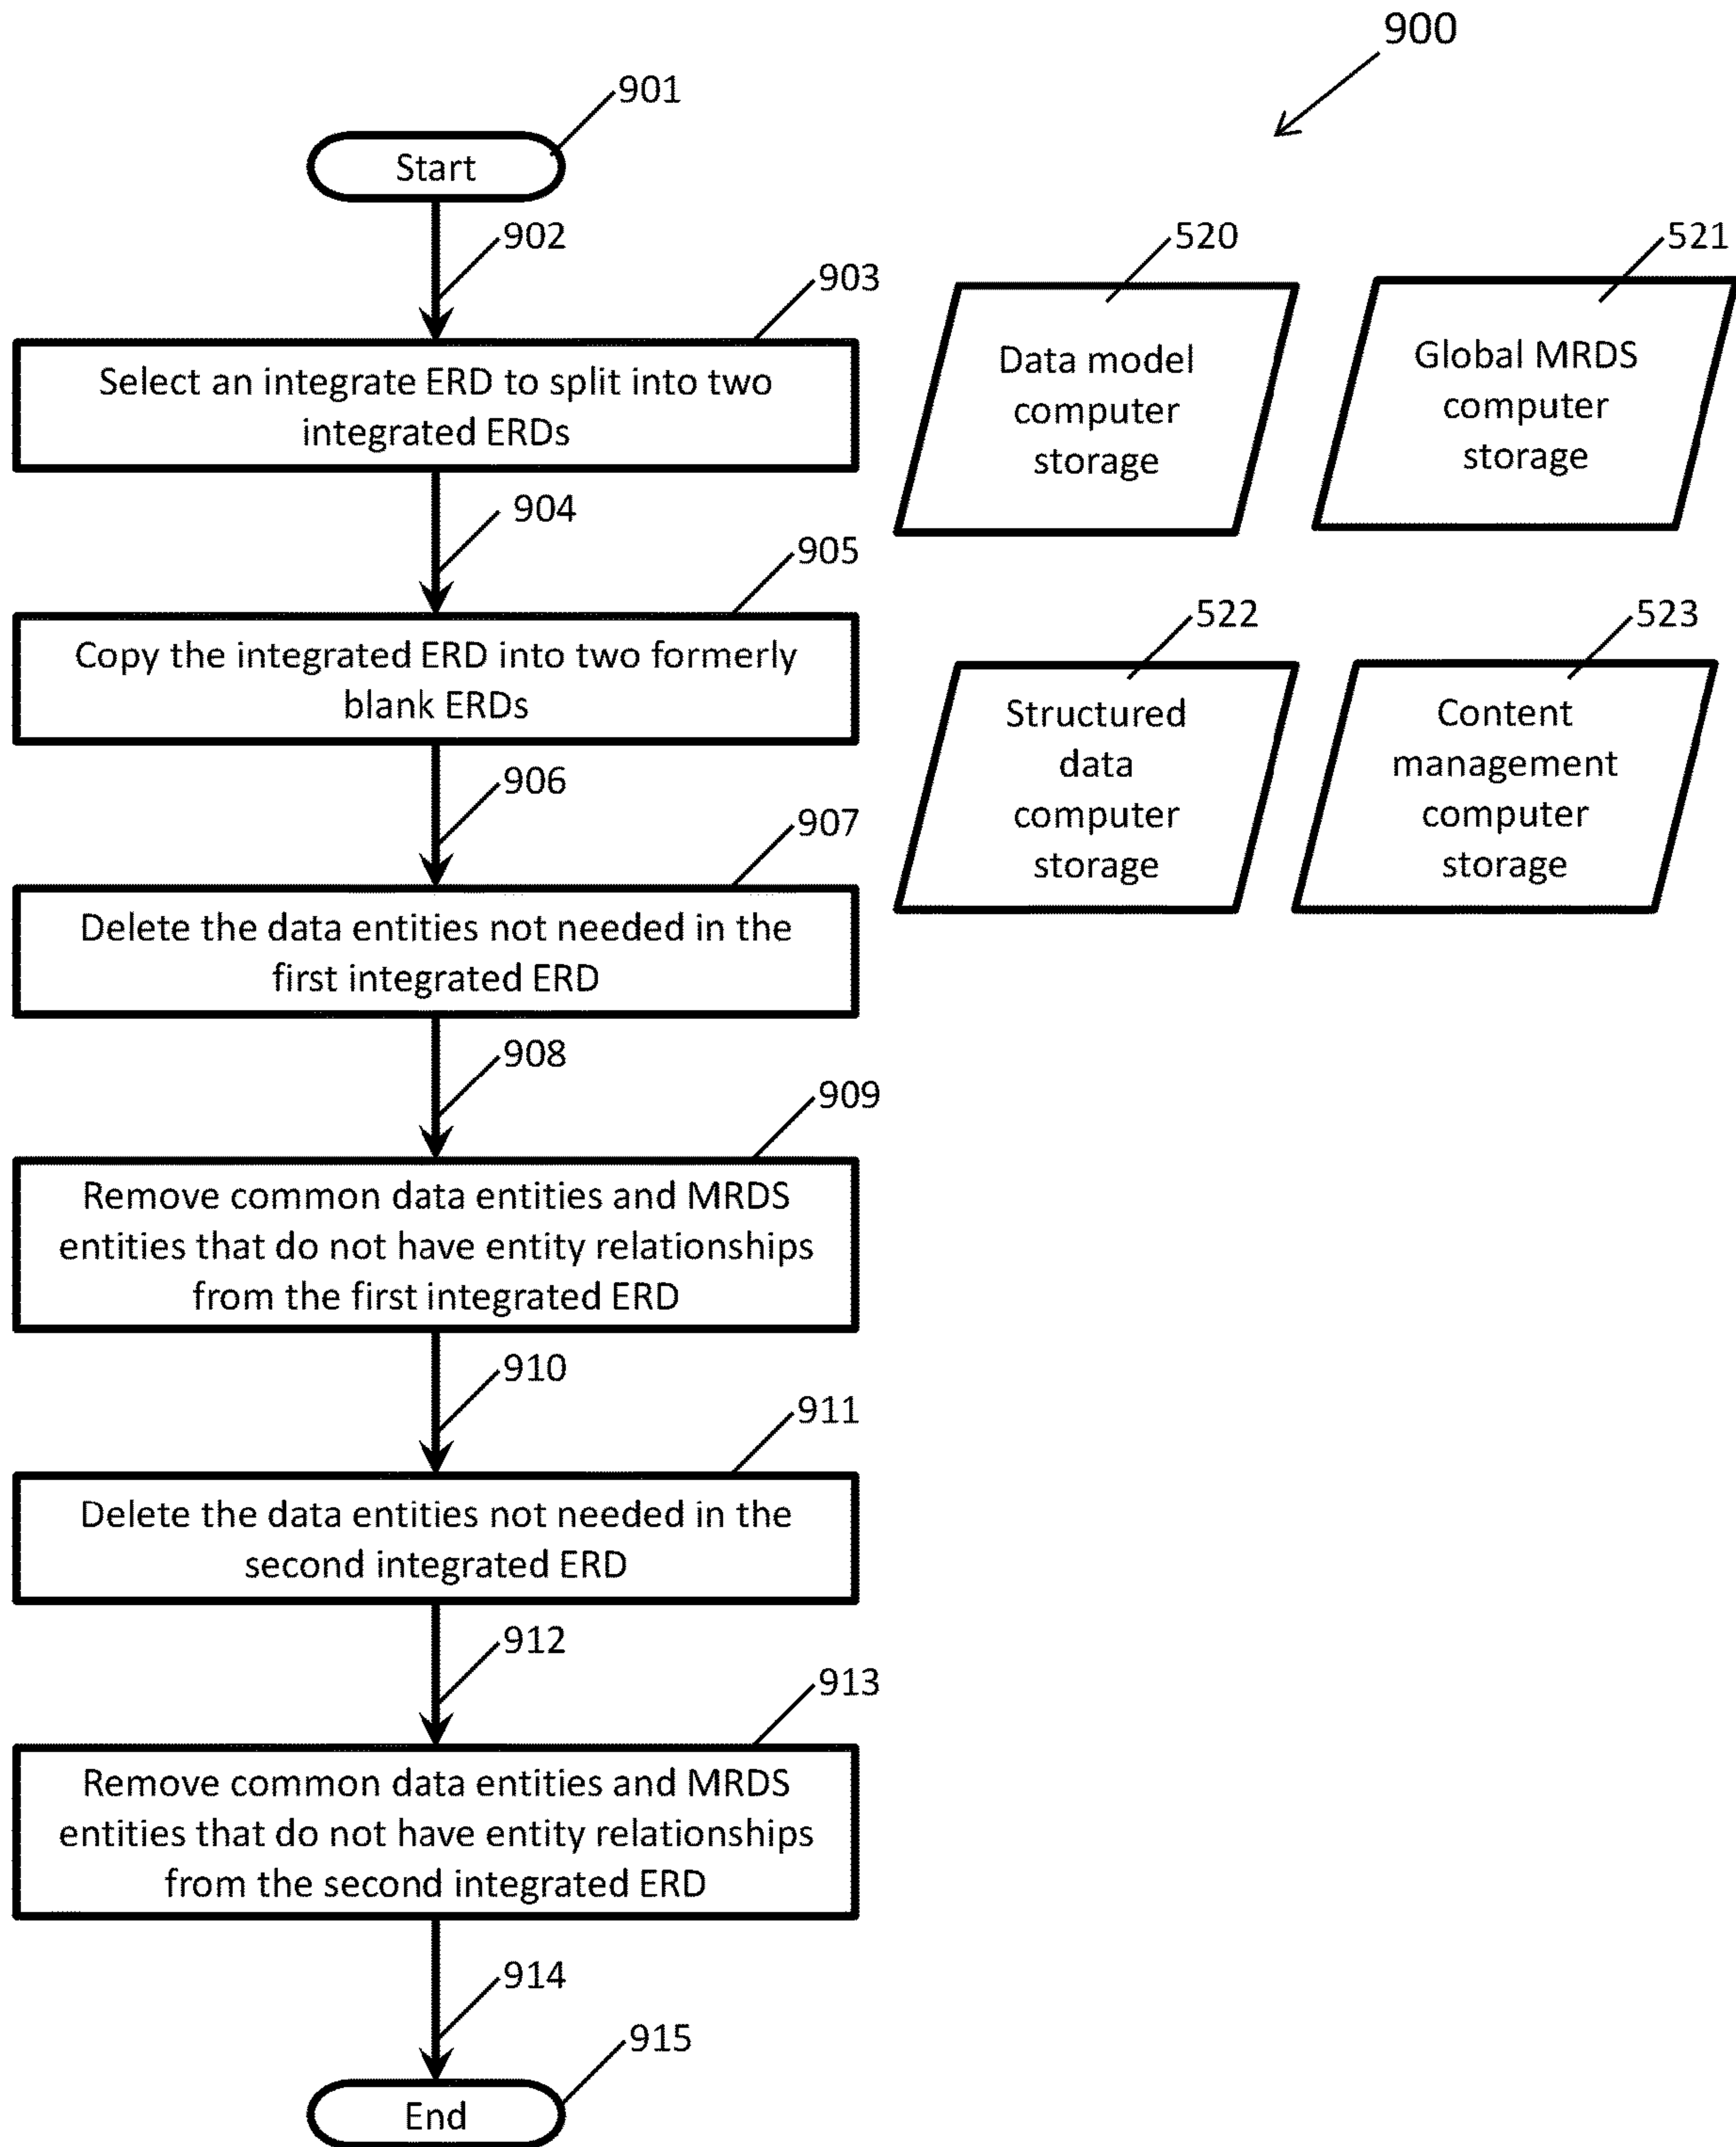 900
901
Start
902
903
Select an integrate ERD to split into two
integrated ERDs
904
905
Copy the integrated ERD into two formerly
blank ERDs
906
907
Delete the data entities not needed in the
first integrated ERD
908
909
Remove common data entities and MRDS
entities that do not have entity relationships
from the first integrated ERD
910
911
Delete the data entities not needed in the
second integrated ERD
912
913
Remove common data entities and MRDS
entities that do not have entity relationships
from the second integrated ERD
914
915
End
520
Data model
computer
storage
521
Global MRDS
computer
storage
522
Structured
data
computer
storage
523
Content
management
computer
storage